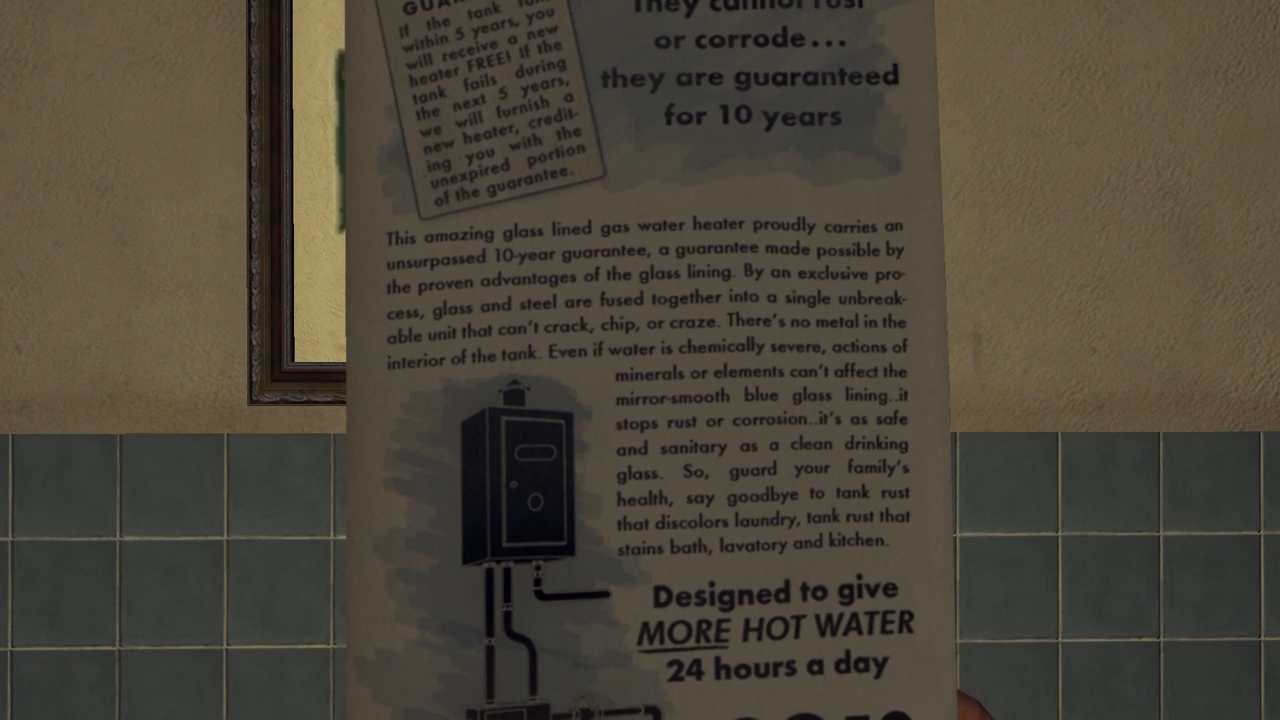 If the tank
within 5 years, you
will receive a new
heater FREE! If the
tank fails during
the next 5 years,
we will furnish a
new heater, credit-
ing you with the
unexpired portion
of the guarantee.
They cannot rust
or corrode...
they are guaranteed
for 10 years
This amazing glass lined gas water heater proudly carries an
unsurpassed 10-year guarantee, a guarantee made possible by
the proven advantages of the glass lining. By an exclusive pro-
cess, glass and steel are fused together into a single unbreak-
able unit that can't crack, chip, or craze. There's no metal in the
interior of the tank. Even if water is chemically severe, actions of
minerals or elements can't affect the
mirror-smooth blue glass lining..it
stops rust or corrosion..it's as safe
and sanitary as a clean drinking
glass. So, guard your family's
health, say goodbye to tank rust
that discolors laundry, tank rust that
stains bath, lavatory and kitchen.
Designed to give
MORE HOT WATER
24 hours a day